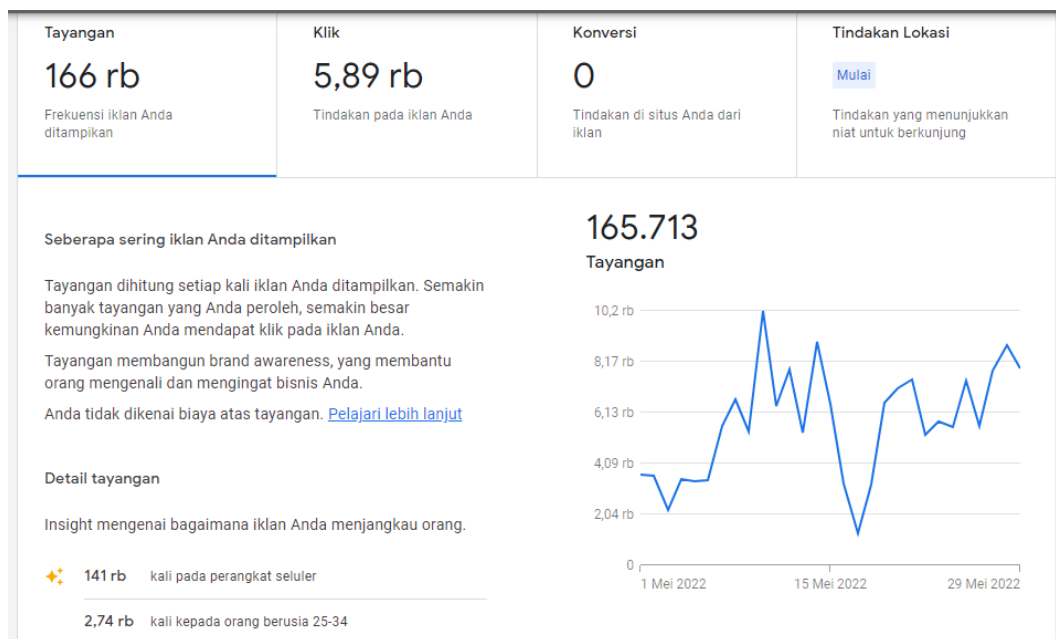 Tayangan
166 rb
Frekuensi iklan Anda
ditampikan
Klik
5,89 rb
Tindakan pada iklan Anda
Konversi
0
Tindakan di situs Anda dari
iklan
Tindakan Lokasi
Mulai
Tindakan yang menunjukkan
niat untuk berkunjung
Seberapa sering iklan Anda ditampilkan
Tayangan dihitung setiap kali iklan Anda ditampilkan. Semakin
banyak tayangan yang Anda peroleh, semakin besar
kemungkinan Anda mendapat klik pada iklan Anda.
Tayangan membangun brand awareness, yang membantu
orang mengenali dan mengingat bisnis Anda.
Anda tidak dikenai biaya atas tayangan. Pelajari lebih lanjut
Detail tayangan
Insight mengenai bagaimana iklan Anda menjangkau orang.
141 rb kali pada perangkat seluler
2,74 rb kali kepada orang berusia 25-34
165.713
Tayangan
10,2 rb
8,17 rb
6,13 rb
4,09 rb
2,04 rb
0
1 Mei 2022 15 Mei 2022 29 Mei 2022